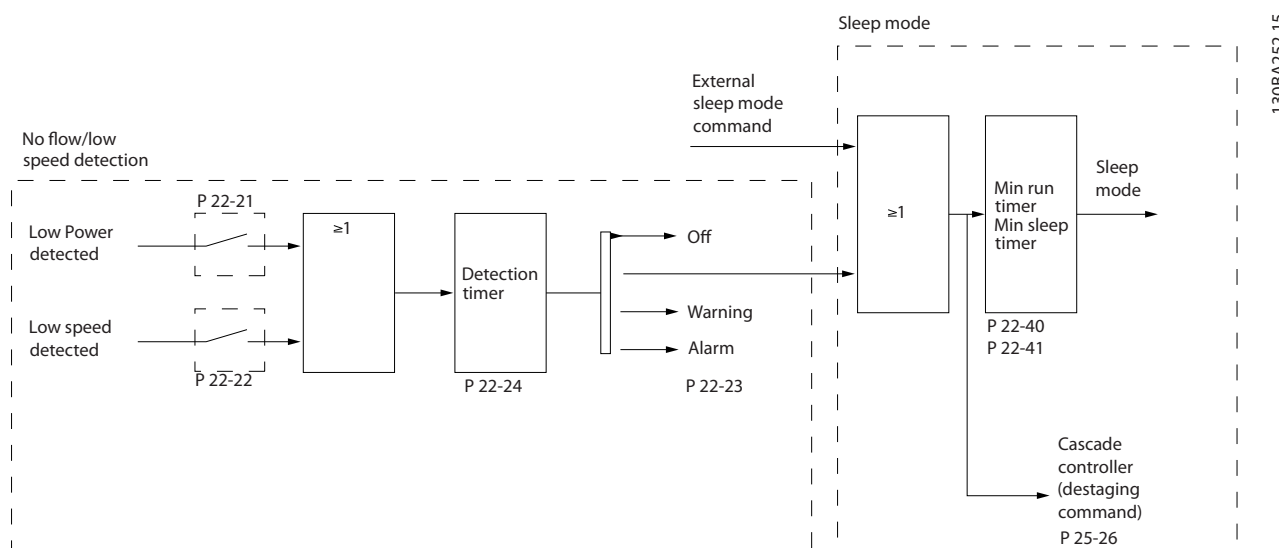 Sleep mode
130BA252.15
External
sleep mode
command
No flow/low
speed detection
P 22-21
Low Power
detected
≥1
Low speed
detected
P 22-22
Detection
timer
P 22-24
Off
Warning
Alarm
P 22-23
≥1
Min run
timer
Min sleep
timer
P 22-40
P 22-41
Sleep
mode
Cascade
controller
(destaging
command)
P 25-26